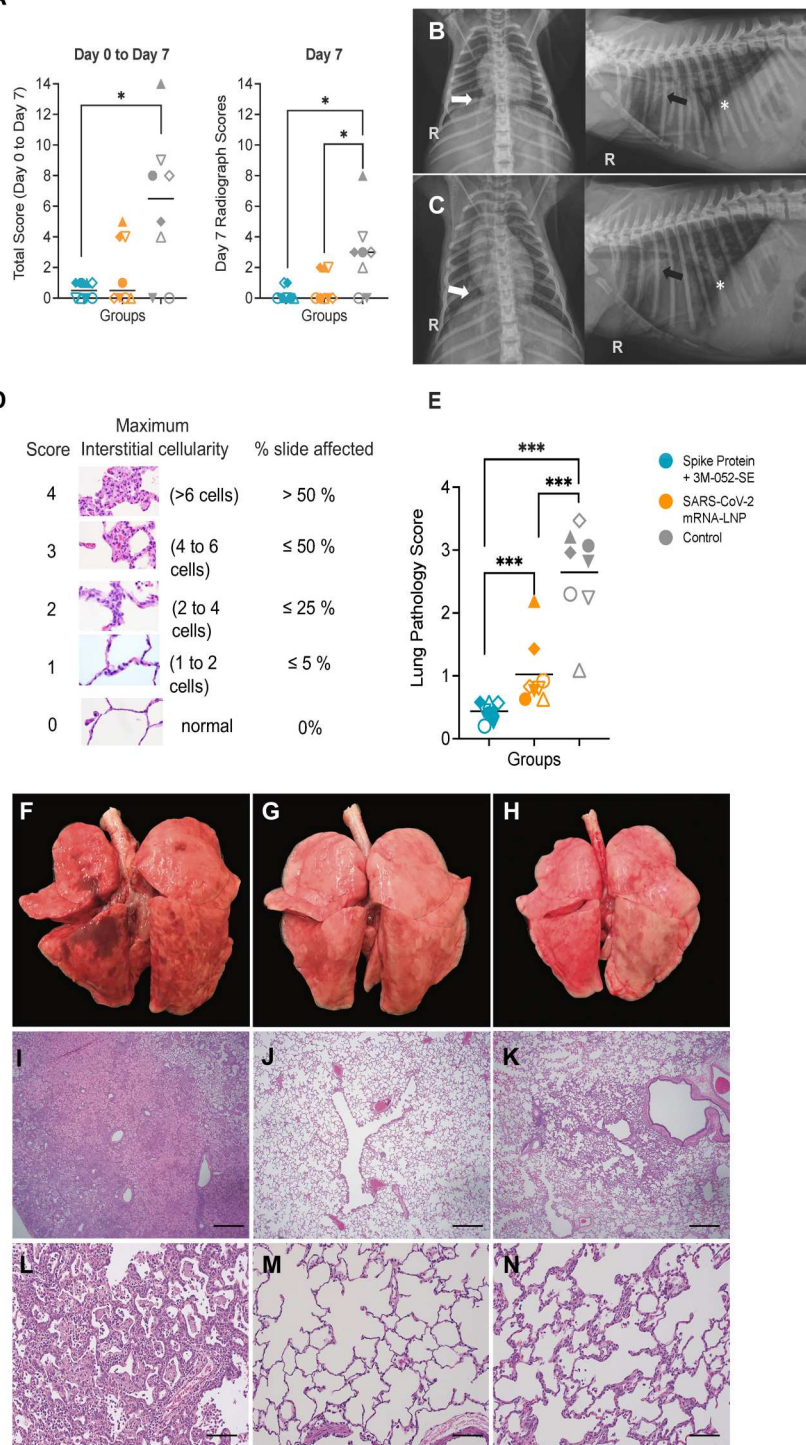 Day 0 to Day 7
Day 7
Total Score (Day 0 to Day 7)
14
12
10
8
6
4
2
0
*
Groups
Day 7 Radiograph Scores
14
12
10
8
6
4
2
0
*
*
Groups
B
R
*
R
C
R
*
R
Maximum
Score Interstitial cellularity % slide affected
4 (>6 cells) > 50 %
3 (4 to 6 cells) ≤ 50 %
2 (2 to 4 cells) ≤ 25 %
1 (1 to 2 cells) ≤ 5 %
0 normal 0%
E
Lung Pathology Score
4
3
2
1
0
***
***
***
Groups
Spike Protein
+ 3M-052-SE
SARS-CoV-2
mRNA-LNP
Control
F
G
H
I
J
K
L
M
N